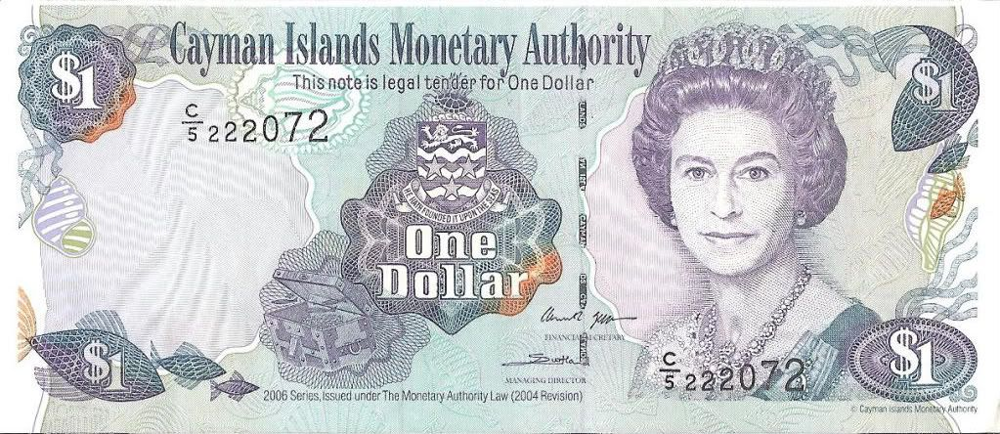 Cayman Islands Monetary Authority
This note is legal tender for One Dollar
$1
$1
C/5 222072
HE HATH FOUNDED IT UPON THE SEAS
One
Dollar
FINANCIAL SECRETARY
MANAGING DIRECTOR
C/5 222072
$1
$1
2006 Series, Issued under The Monetary Authority Law (2004 Revision)
© Cayman Islands Monetary Authority